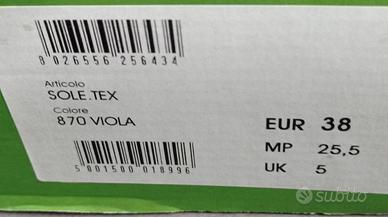 8 026556 256434
Articolo
SOLE.TEX
Colore
870 VIOLA
5 001500 018996
EUR 38
MP 25,5
UK 5
subito